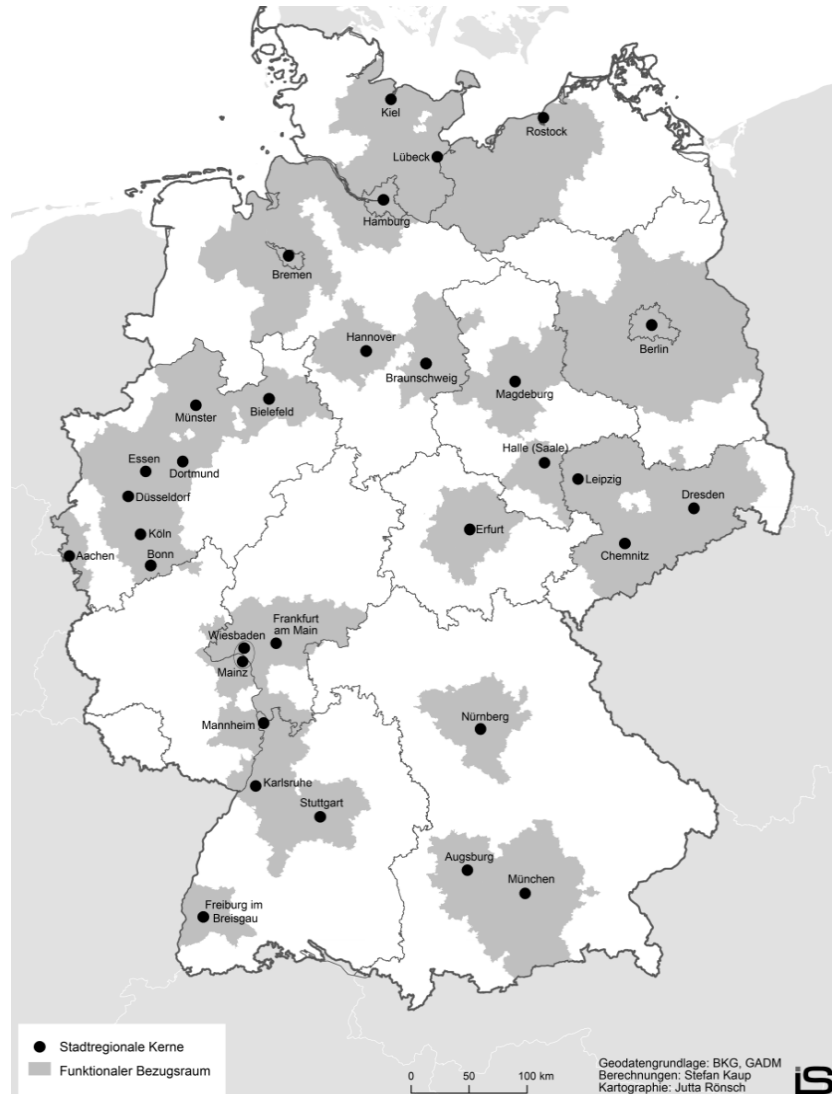 Kiel
Rostock
Lübeck
Hamburg
Bremen
Hannover
Berlin
Braunschweig
Magdeburg
Münster
Bielefeld
Halle (Saale)
Essen
Dortmund
Leipzig
Düsseldorf
Dresden
Erfurt
Köln
Chemnitz
Aachen
Bonn
Frankfurt
am Main
Wiesbaden
Mainz
Nürnberg
Mannheim
Karlsruhe
Stuttgart
Augsburg
München
Freiburg im
Breisgau
Stadtregionale Kerne
Funktionaler Bezugsraum
0 50 100 km
Geodatengrundlage: BKG, GADM
Berechnungen: Stefan Kaup
Kartographie: Jutta Rönsch